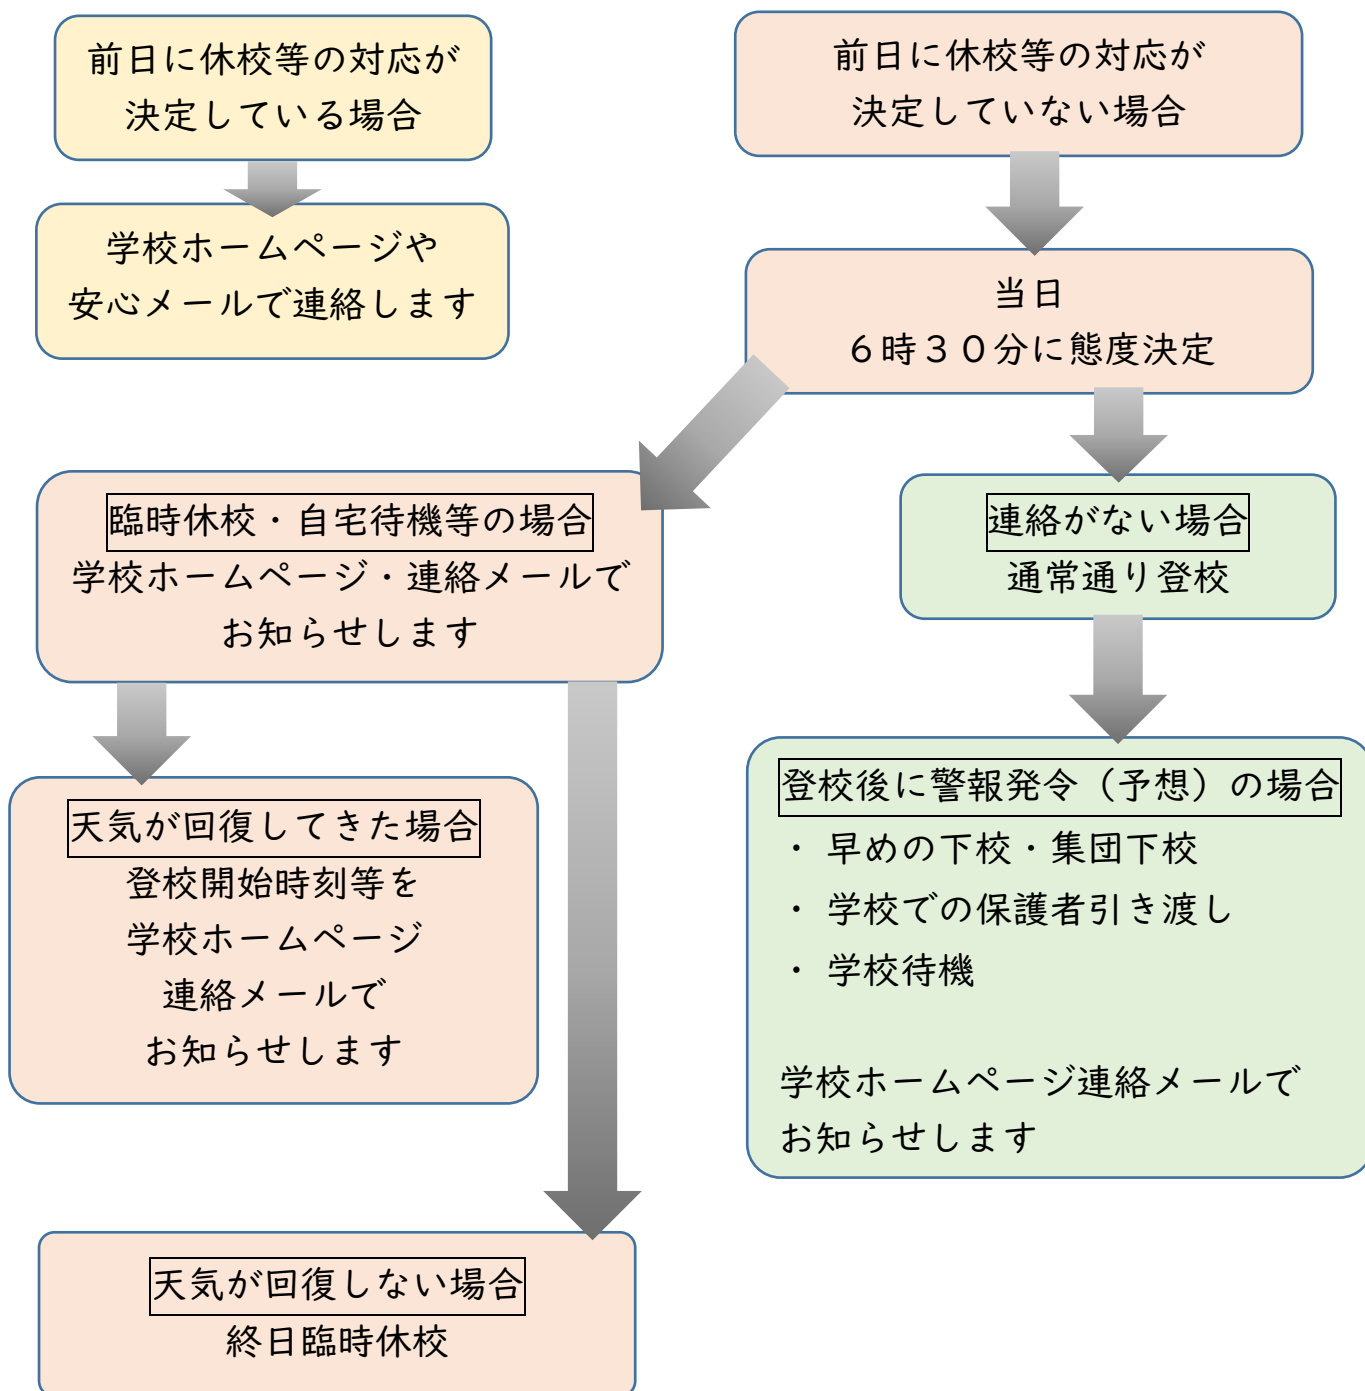 前日に休校等の対応が
決定している場合
学校ホームページや
安心メールで連絡します
前日に休校等の対応が
決定していない場合
当日
６時３０分に態度決定
臨時休校・自宅待機等の場合
学校ホームページ・連絡メールで
お知らせします
連絡がない場合
通常通り登校
天気が回復してきた場合
登校開始時刻等を
学校ホームページ
連絡メールで
お知らせします
登校後に警報発令（予想）の場合
・ 早めの下校・集団下校
・ 学校での保護者引き渡し
・ 学校待機
学校ホームページ連絡メールで
お知らせします
天気が回復しない場合
終日臨時休校